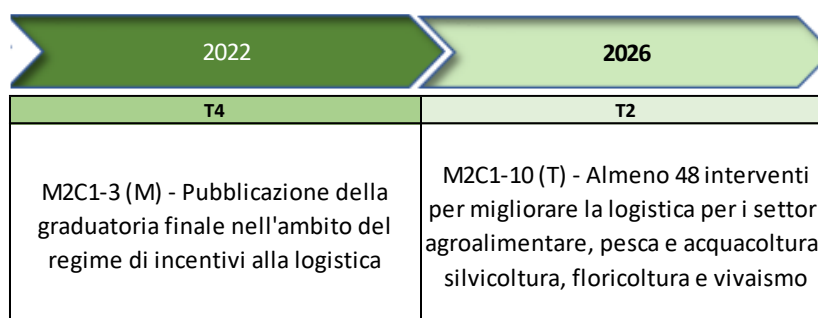 2022
2026
T4
T2
M2C1-3 (M) - Pubblicazione della
graduatoria finale nell'ambito del
regime di incentivi alla logistica
M2C1-10 (T) - Almeno 48 interventi
per migliorare la logistica per i settor
agroalimentare, pesca e acquacoltura
silvicoltura, floricoltura e vivaismo